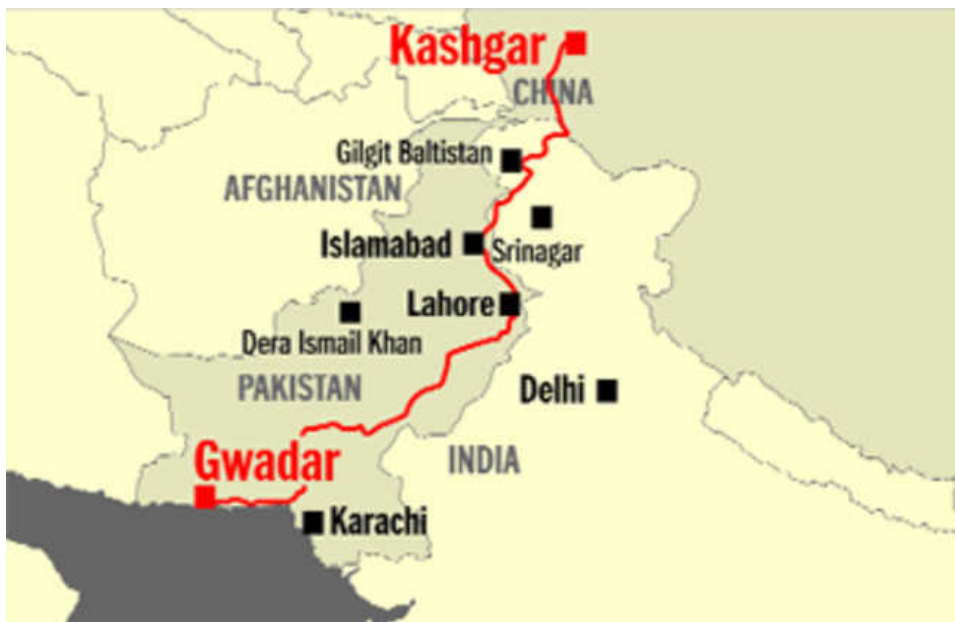 Kashgar
CHINA
Gilgit Baltistan
AFGHANISTAN
Srinagar
Islamabad
Lahore
Dera Ismail Khan
PAKISTAN
Delhi
Gwadar
INDIA
Karachi